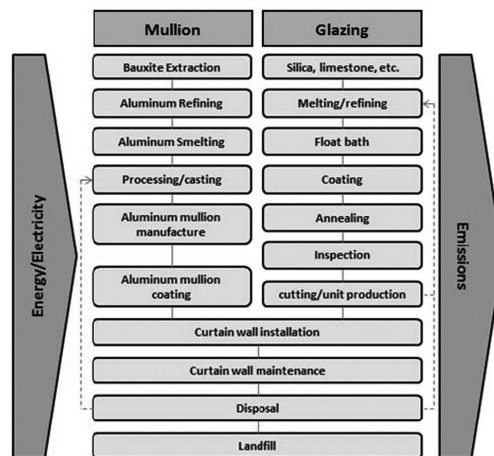 Mullion
Glazing
Bauxite Extraction
Silica, limestone, etc.
Aluminum Refining
Melting/refining
Aluminum Smelting
Float bath
Processing/casting
Coating
Aluminum mullion
manufacture
Annealing
Inspection
Aluminum mullion
coating
cutting/unit production
Curtain wall installation
Curtain wall maintenance
Disposal
Landfill
Energy/Electricity
Emissions